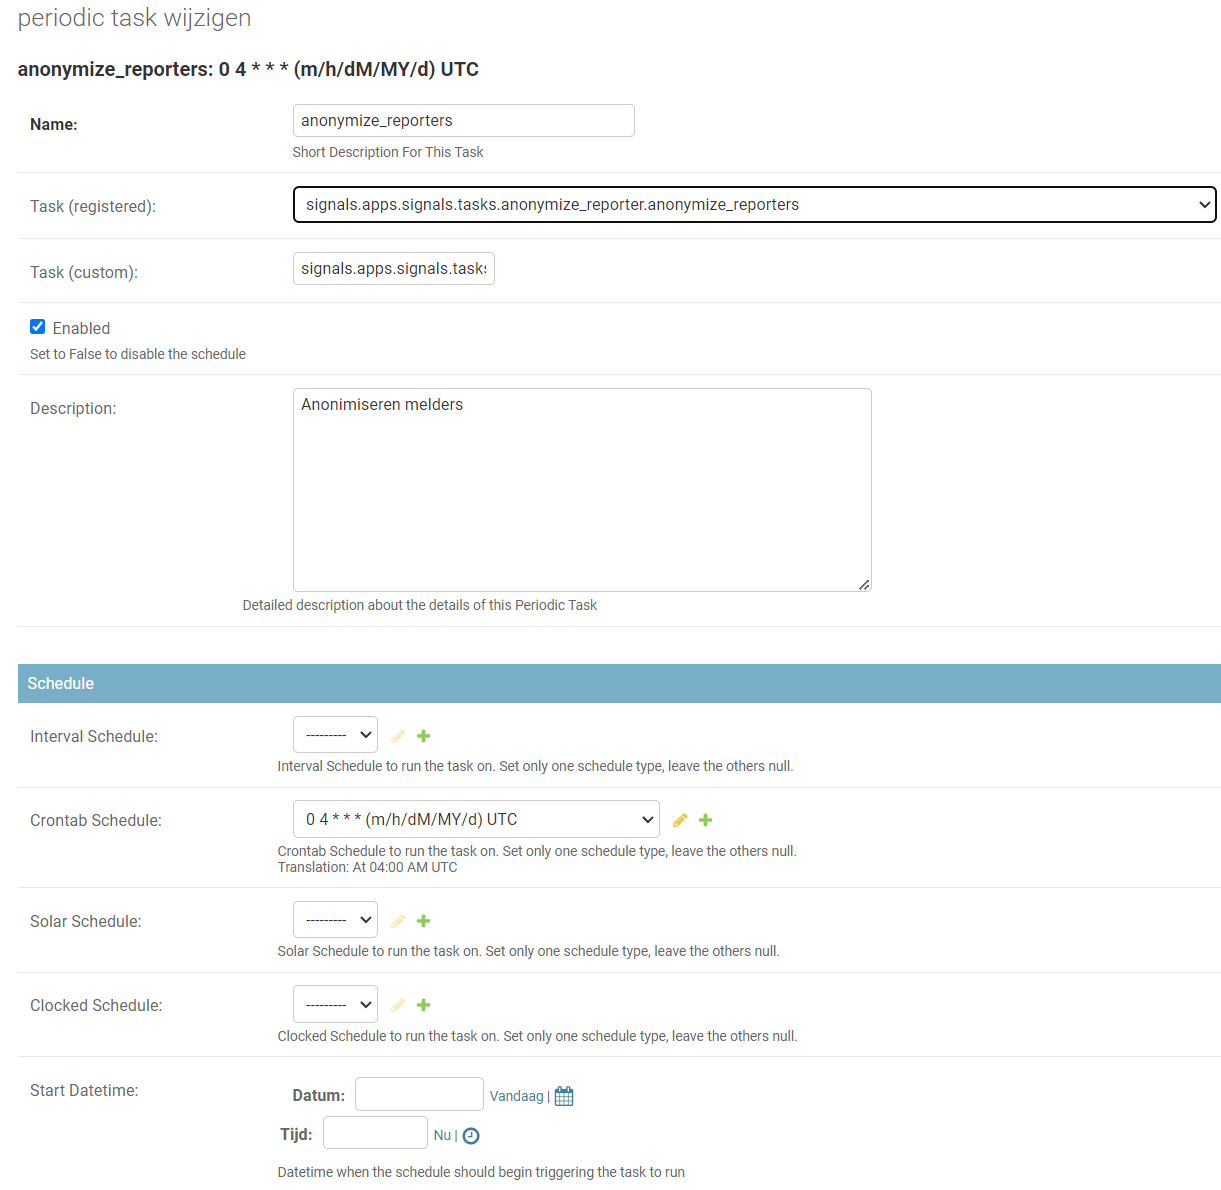 periodic task wijzigen
anonymize_reporters: 0 4 * * * (m/h/dM/MY/d) UTC
Name: anonymize_reporters
Short Description For This Task
Task (registered): signals.apps.signals.tasks.anonymize_reporter.anonymize_reporters
Task (custom): signals.apps.signals.tasks
Enabled
Set to False to disable the schedule
Description: Anonimiseren melders
Detailed description about the details of this Periodic Task
Schedule
Interval Schedule: ---------
Interval Schedule to run the task on. Set only one schedule type, leave the others null.
Crontab Schedule: 0 4 * * * (m/h/dM/MY/d) UTC
Crontab Schedule to run the task on. Set only one schedule type, leave the others null.
Translation: At 04:00 AM UTC
Solar Schedule: ---------
Solar Schedule to run the task on. Set only one schedule type, leave the others null.
Clocked Schedule: ---------
Clocked Schedule to run the task on. Set only one schedule type, leave the others null.
Start Datetime: Datum: Vandaag |
Tijd: Nu |
Datetime when the schedule should begin triggering the task to run